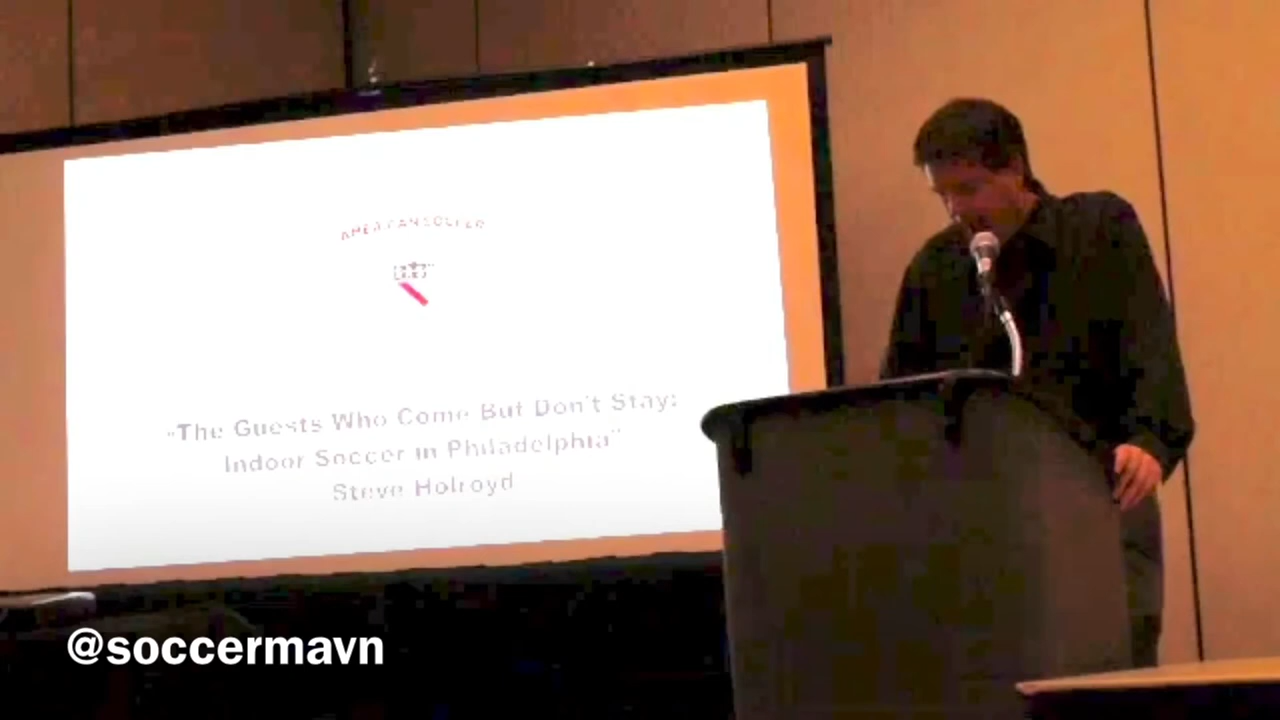 "The Guests Who Come But Don't Stay:
Indoor Soccer in Philadelphia"
Steve Holroyd
@soccermavn